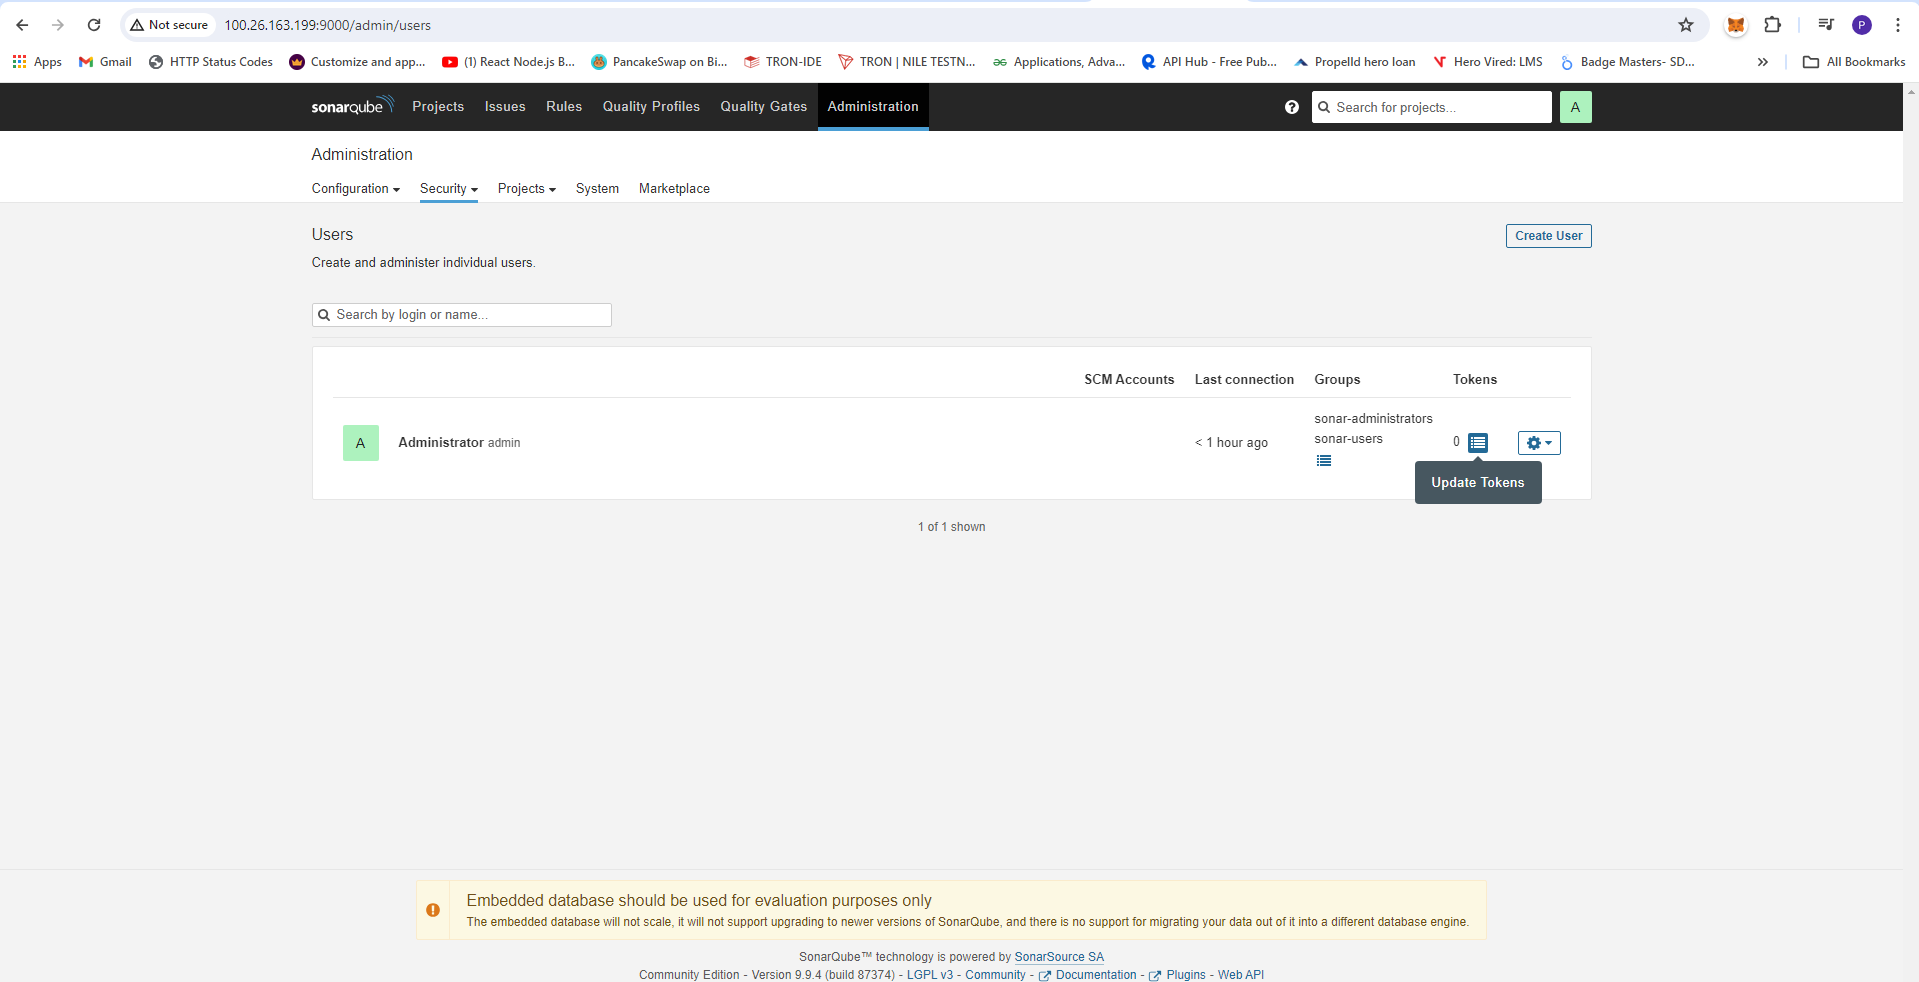 Not secure 100.26.163.199:9000/admin/users P
Apps Gmail HTTP Status Codes Customize and app... (1) React Node.js B... PancakeSwap on Bi... TRON-IDE TRON | NILE TESTN... Applications, Adva... API Hub - Free Pub... Propelld hero loan Hero Vired: LMS Badge Masters- SD... » All Bookmarks
sonarqube Projects Issues Rules Quality Profiles Quality Gates Administration ? Search for projects... A
Administration
Configuration Security Projects System Marketplace
Users Create User
Create and administer individual users.
Search by login or name...
SCM Accounts Last connection Groups Tokens
sonar-administrators
A Administrator admin < 1 hour ago sonar-users 0
Update Tokens
1 of 1 shown
Embedded database should be used for evaluation purposes only
The embedded database will not scale, it will not support upgrading to newer versions of SonarQube, and there is no support for migrating your data out of it into a different database engine.
SonarQube™ technology is powered by SonarSource SA
Community Edition - Version 9.9.4 (build 87374) - LGPL v3 - Community - Documentation - Plugins - Web API